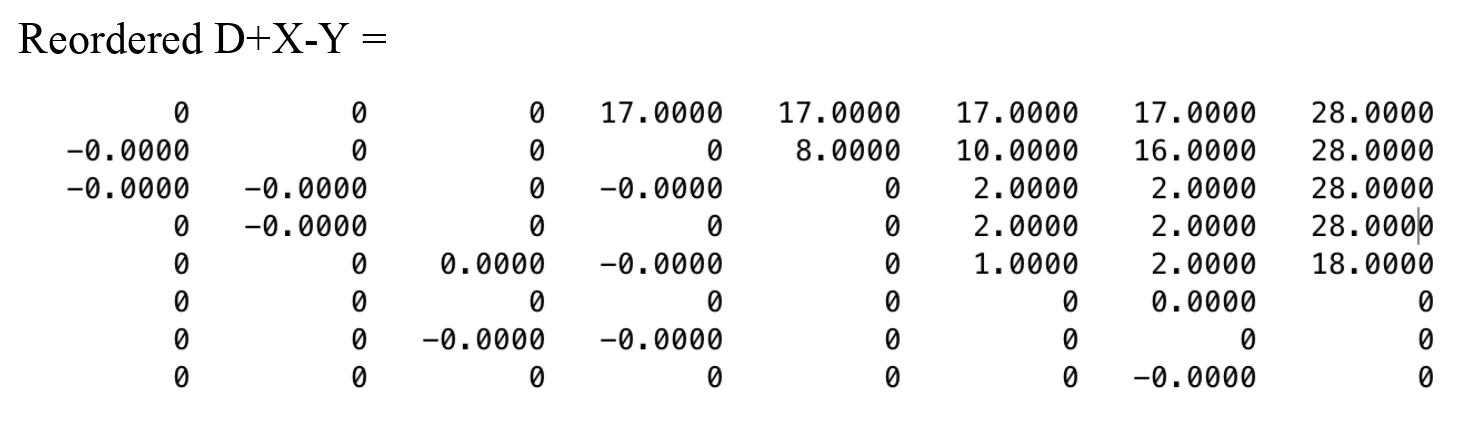 Reordered D+X-Y =
0 0 0 17.0000 17.0000 17.0000 17.0000 28.0000
-0.0000 0 0 0 8.0000 10.0000 16.0000 28.0000
-0.0000 -0.0000 0 -0.0000 0 2.0000 2.0000 28.0000
0 -0.0000 0 0 0 2.0000 2.0000 28.0000
0 0 0.0000 -0.0000 0 1.0000 2.0000 18.0000
0 0 0 0 0 0 0.0000 0
0 0 -0.0000 -0.0000 0 0 0 0
0 0 0 0 0 0 -0.0000 0